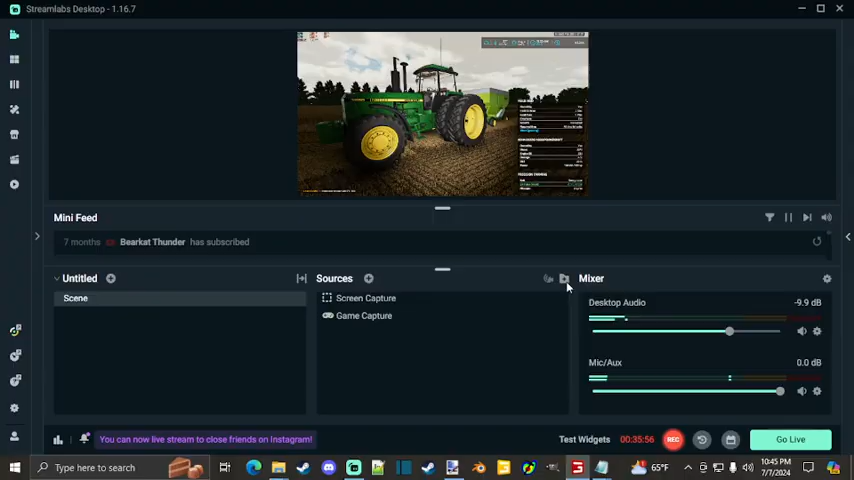 Streamlabs Desktop - 1.16.7
Mini Feed
7 months Bearkat Thunder has subscribed
Untitled
Sources
Mixer
Scene
Screen Capture
Game Capture
Desktop Audio -9.9 dB
Mic/Aux 0.0 dB
You can now live stream to close friends on Instagram!
Test Widgets 00:35:56 REC Go Live
Type here to search
65°F
10:45 PM
7/7/2024